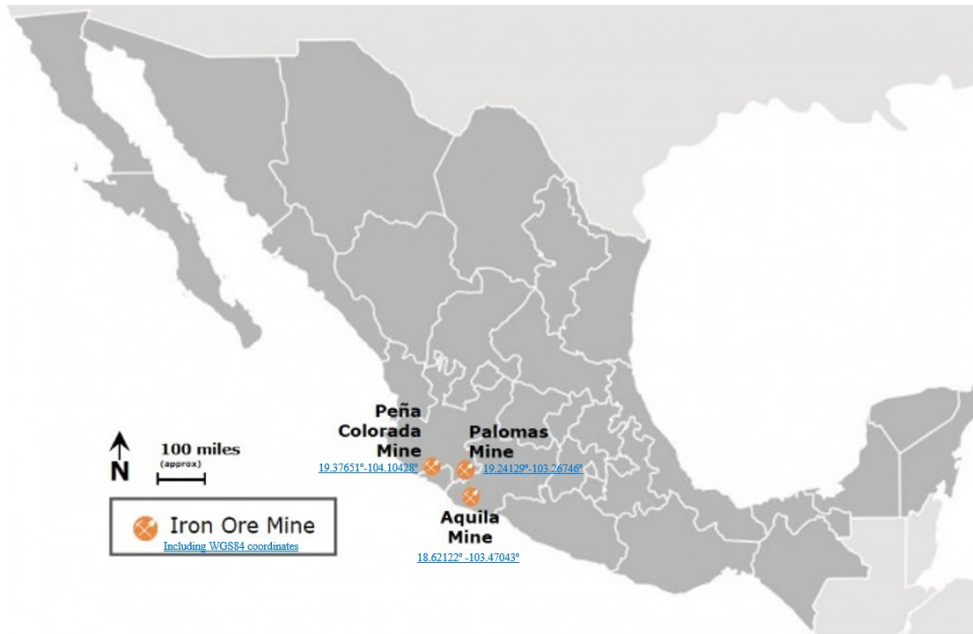 Peña
Colorada
Mine
19.37651°-104.10428°
Palomas
Mine
19.24129°-103.26746°
Aquila
Mine
18.62122° -103.47043°
N
100 miles
(approx)
Iron Ore Mine
Including WGS84 coordinates